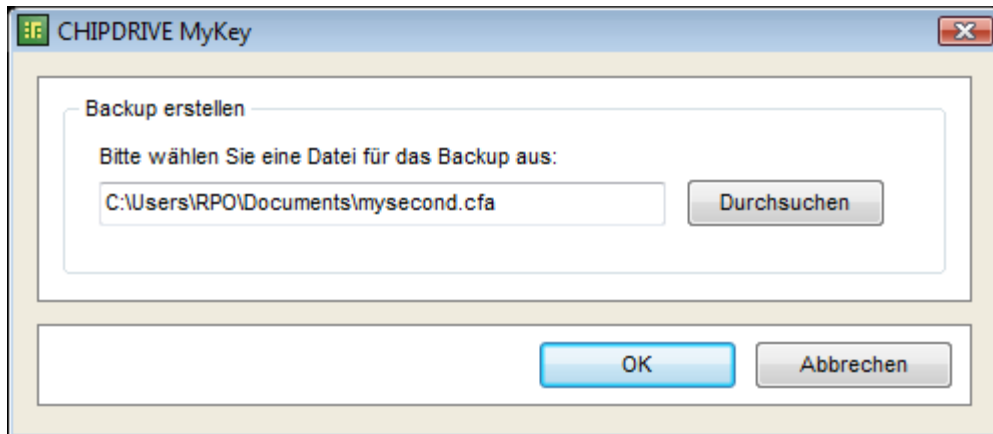 CHIPDRIVE MyKey
Backup erstellen
Bitte wählen Sie eine Datei für das Backup aus:
C:\Users\RPO\Documents\mysecond.cfa
Durchsuchen
OK
Abbrechen